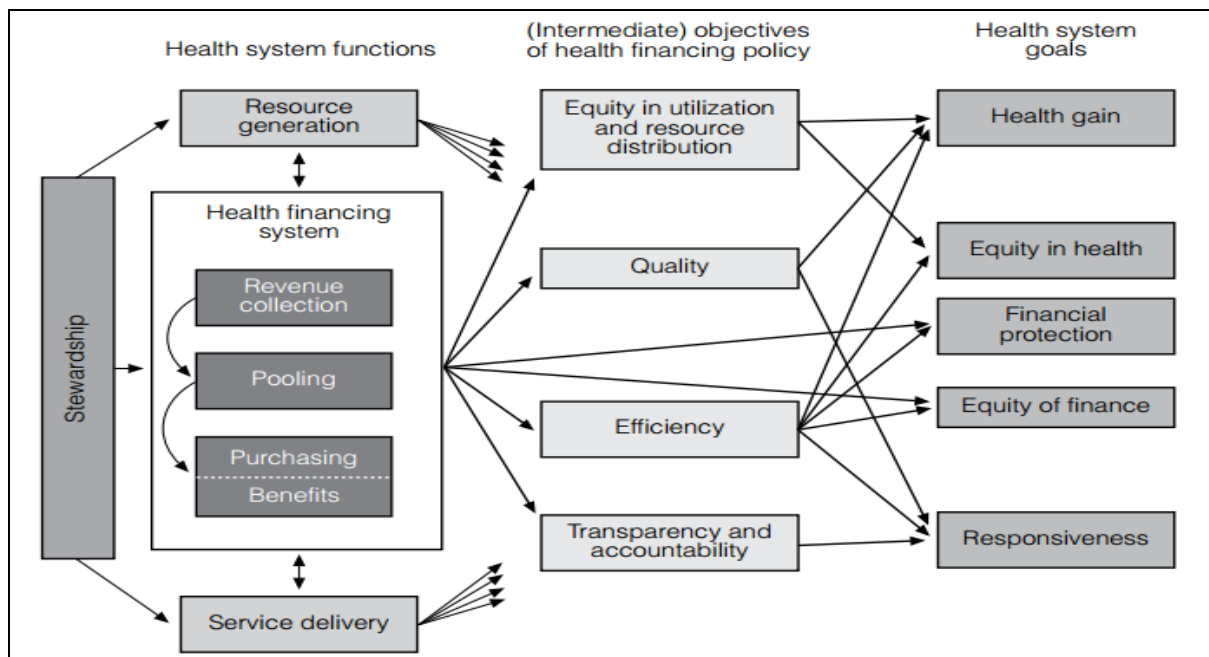 Health system functions
(Intermediate) objectives
of health financing policy
Health system
goals
Stewardship
Resource
generation
Health financing
system
Revenue
collection
Pooling
Purchasing
Benefits
Service delivery
Equity in utilization
and resource
distribution
Quality
Efficiency
Transparency and
accountability
Health gain
Equity in health
Financial
protection
Equity of finance
Responsiveness